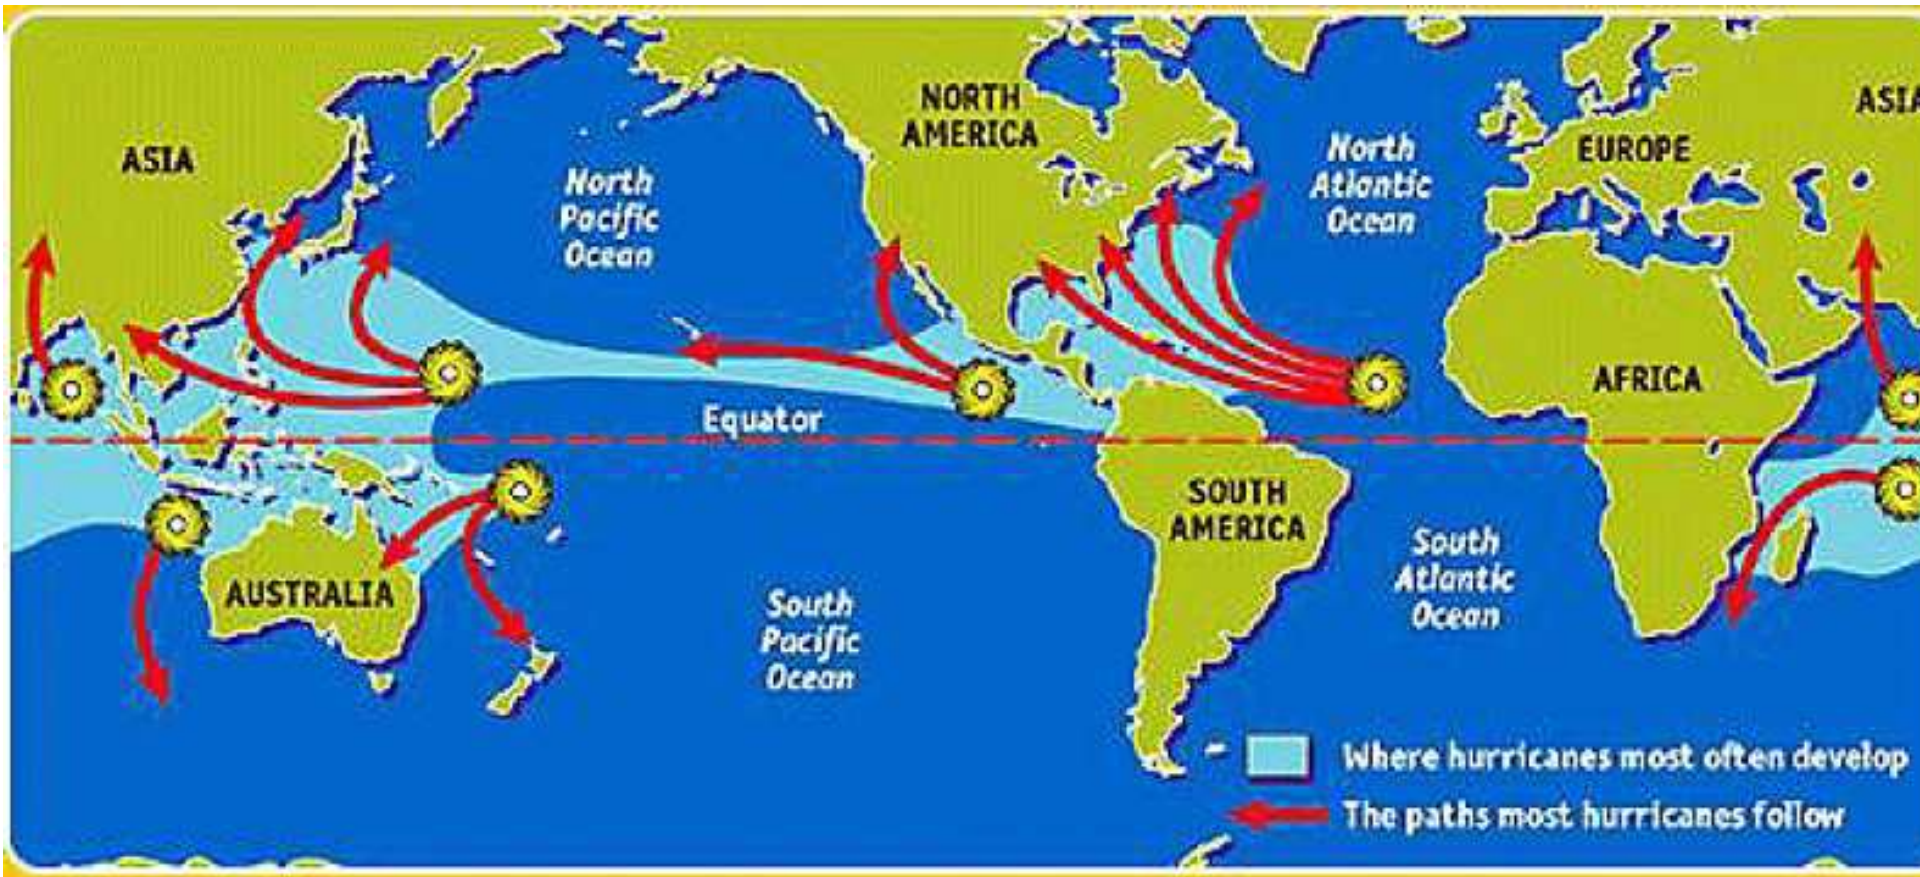 ASIA
North
Pacific
Ocean
NORTH
AMERICA
North
Atlantic
Ocean
EUROPE
ASIA
AFRICA
Equator
AUSTRALIA
South
Pacific
Ocean
SOUTH
AMERICA
South
Atlantic
Ocean
Where hurricanes most often develop
The paths most hurricanes follow